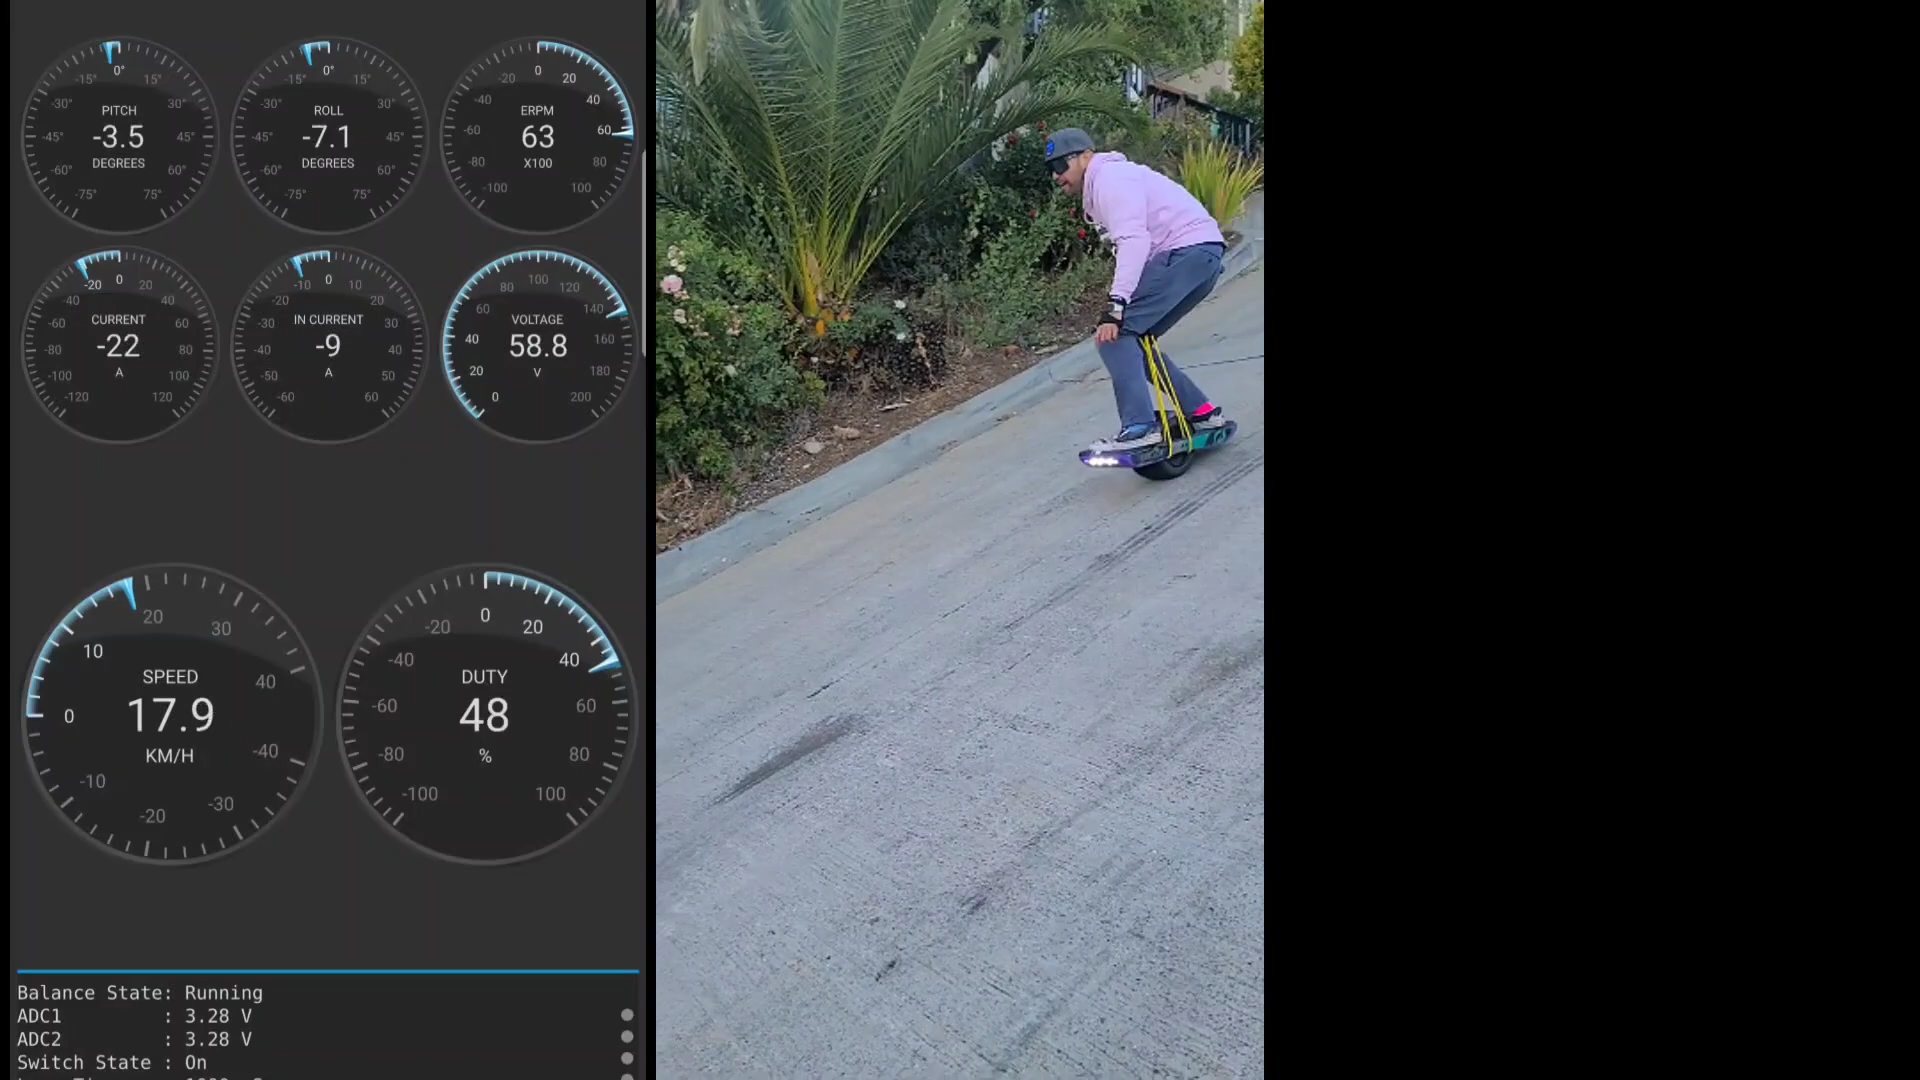 -15° 0° 15°
-30° 30°
PITCH
-45° -3.5 45°
DEGREES
-60° 60°
-75° 75°
-15° 0° 15°
-30° 30°
ROLL
-45° -7.1 45°
DEGREES
-60° 60°
-75° 75°
-20 0 20
-40 40
ERPM
-60 63 60
X100
-80 80
-100 100
-20 0 20
-40 40
CURRENT
-60 60
-80 -22 80
A
-100 100
-120 120
-10 0 10
-20 20
IN CURRENT
-30 30
-40 -9 40
A
-50 50
-60 60
80 100 120
60 140
VOLTAGE
40 58.8 160
V
20 180
0 200
20 30
10
SPEED
40
0 17.9
KM/H
-40
-10
-20 -30
-20 0 20
-40 40
DUTY
-60 48 60
%
-80 80
-100 100
Balance State: Running
ADC1 : 3.28 V
ADC2 : 3.28 V
Switch State : On